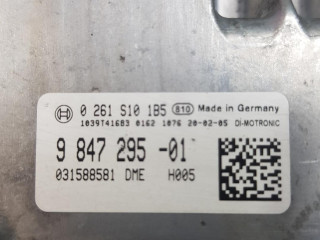 0 261 S10 1B5 810 Made in Germany
1039T41683 0162 1076 20-02-05 DI-MOTRONIC
9 847 295 -01
031588581 DME H005